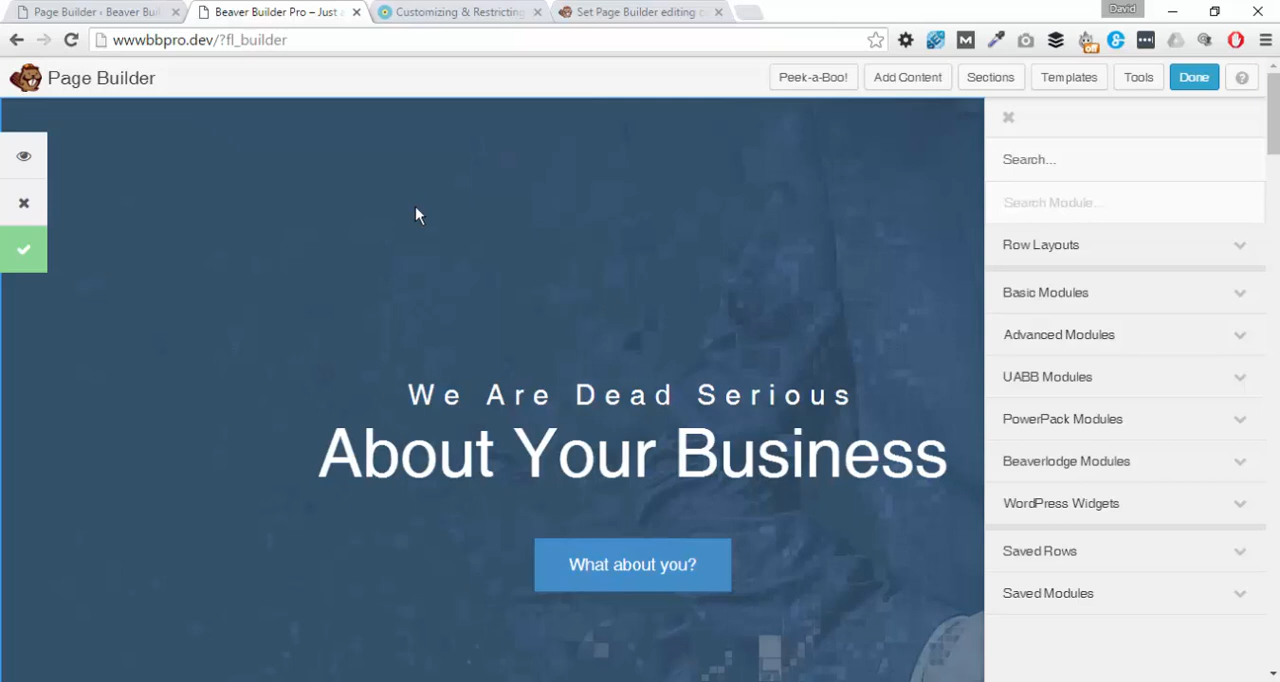 Page Builder ‹ Beaver Buil
Beaver Builder Pro – Just a
Customizing & Restricting
Set Page Builder editing c
David
wwwbbpro.dev/?fl_builder
Page Builder
Peek-a-Boo!
Add Content
Sections
Templates
Tools
Done
?
Search...
Search Module...
Row Layouts
Basic Modules
Advanced Modules
UABB Modules
PowerPack Modules
Beaverlodge Modules
WordPress Widgets
Saved Rows
Saved Modules
We Are Dead Serious
About Your Business
What about you?